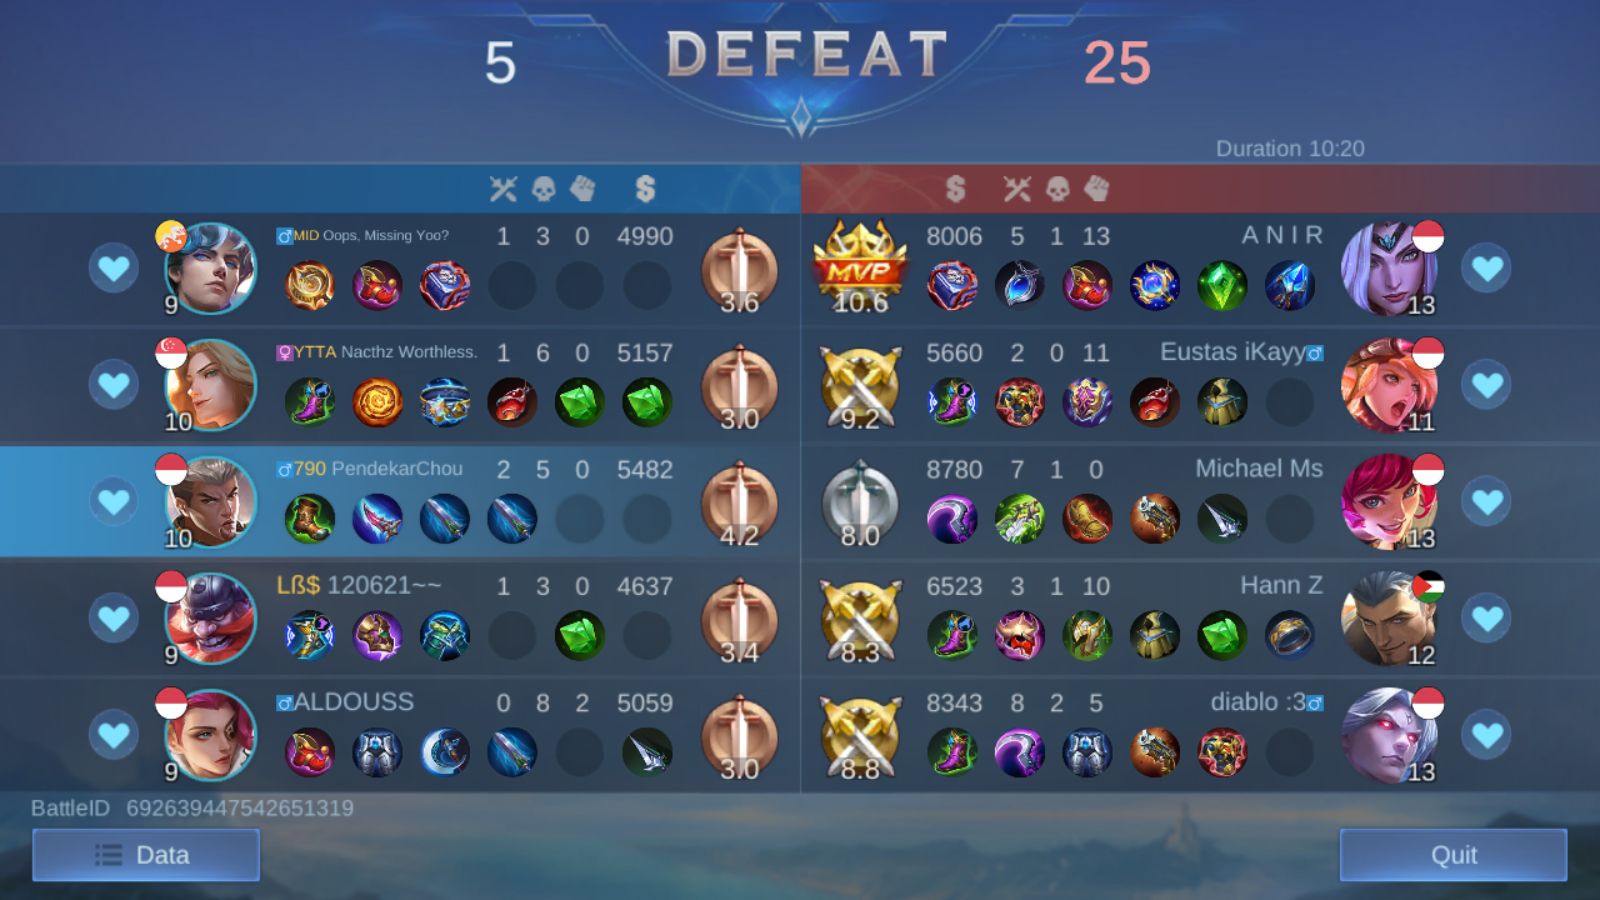 5 DEFEAT 25
Duration 10:20
MID Oops, Missing Yoo? 1 3 0 4990
9 3.6
MVP 10.6 8006 5 1 13 A N I R
13
YTTA Nacthz Worthless. 1 6 0 5157
10 3.0
9.2 5660 2 0 11 Eustas iKayy
11
790 PendekarChou 2 5 0 5482
10 4.2
8.0 8780 7 1 0 Michael Ms
13
Lß$ 120621~~ 1 3 0 4637
9 3.4
8.3 6523 3 1 10 Hann Z
12
ALDOUSS 0 8 2 5059
9 3.0
8.8 8343 8 2 5 diablo :3
13
BattleID 692639447542651319
Data
Quit